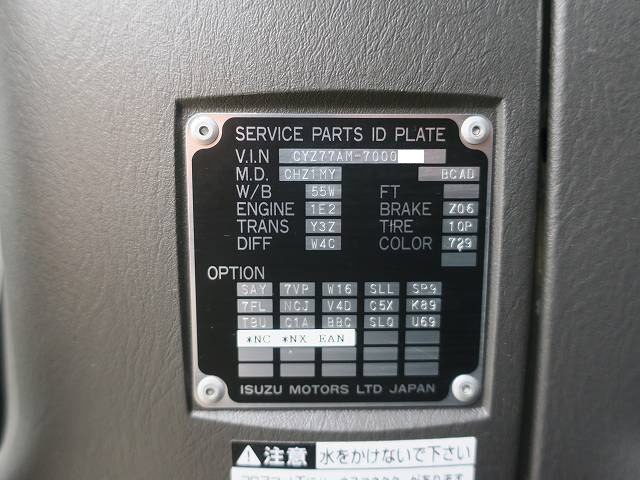 SERVICE PARTS ID PLATE
V.I.N CYZ77AM-7000
M.D. CHZ1MY BCAD
W/B 55W FT
ENGINE 1E2 BRAKE Z06
TRANS Y3Z TIRE 10P
DIFF W4C COLOR 729
OPTION
SAY 7VP W16 SLL SP9
7FL NCJ V4D C5X K89
T8U C1A BBC SLQ U69
*NC *NX EAN
ISUZU MOTORS LTD JAPAN
注意 水をかけないで下さい